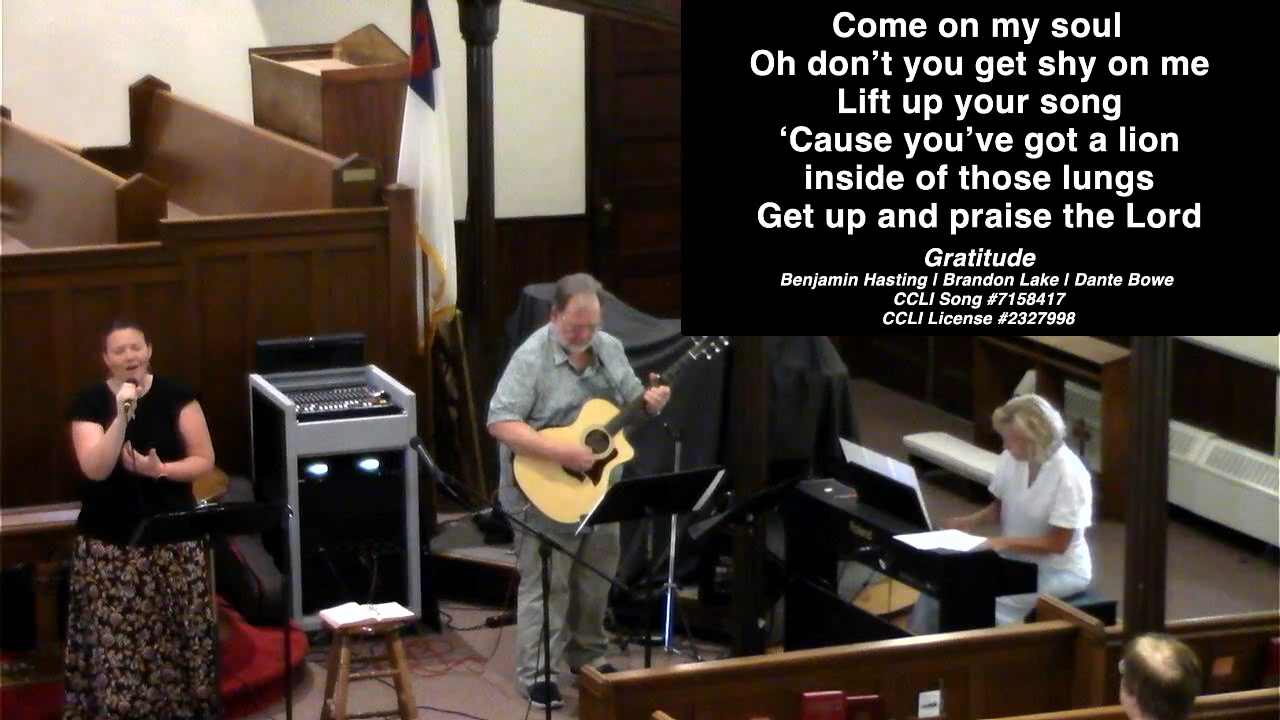 Come on my soul
Oh don’t you get shy on me
Lift up your song
‘Cause you’ve got a lion
inside of those lungs
Get up and praise the Lord
Gratitude
Benjamin Hasting | Brandon Lake | Dante Bowe
CCLI Song #7158417
CCLI License #2327998